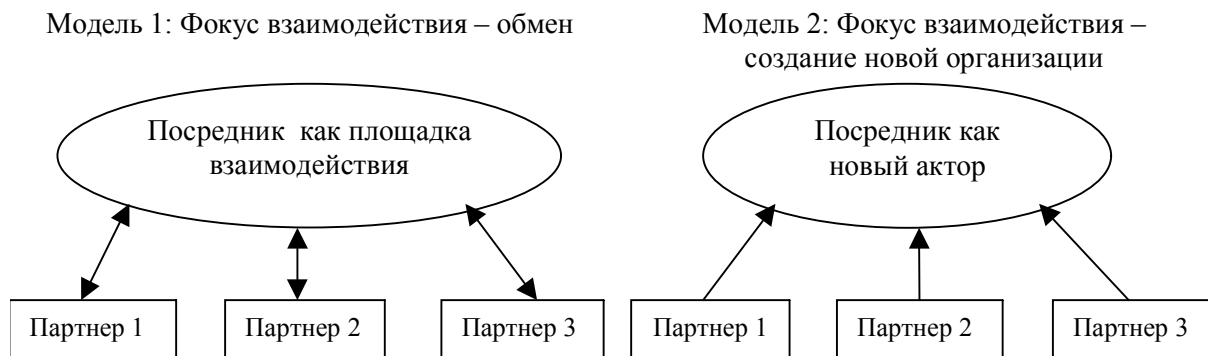 Модель 1: Фокус взаимодействия – обмен
Модель 2: Фокус взаимодействия –
создание новой организации
Посредник как площадка
взаимодействия
Посредник как
новый актор
Партнер 1
Партнер 2
Партнер 3
Партнер 1
Партнер 2
Партнер 3